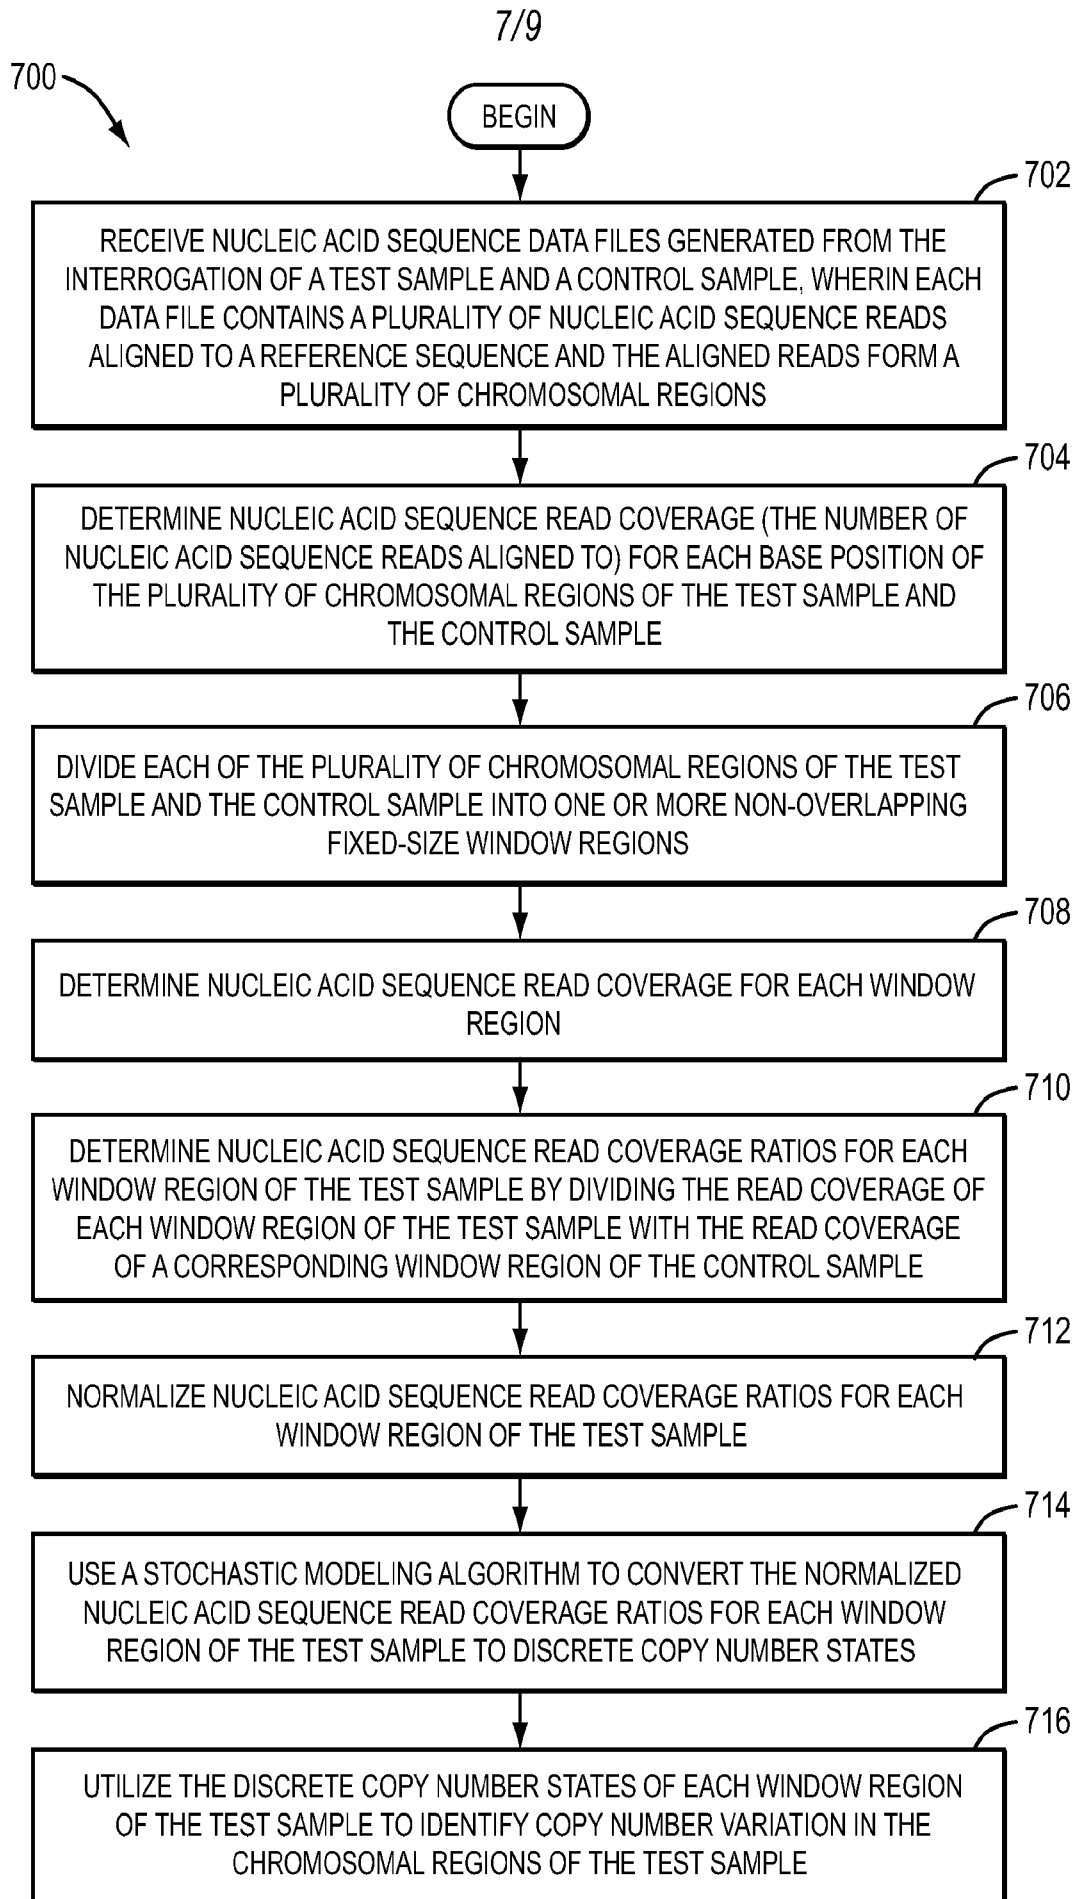 7/9
700
BEGIN
702
RECEIVE NUCLEIC ACID SEQUENCE DATA FILES GENERATED FROM THE
INTERROGATION OF A TEST SAMPLE AND A CONTROL SAMPLE, WHERIN EACH
DATA FILE CONTAINS A PLURALITY OF NUCLEIC ACID SEQUENCE READS
ALIGNED TO A REFERENCE SEQUENCE AND THE ALIGNED READS FORM A
PLURALITY OF CHROMOSOMAL REGIONS
704
DETERMINE NUCLEIC ACID SEQUENCE READ COVERAGE (THE NUMBER OF
NUCLEIC ACID SEQUENCE READS ALIGNED TO) FOR EACH BASE POSITION OF
THE PLURALITY OF CHROMOSOMAL REGIONS OF THE TEST SAMPLE AND
THE CONTROL SAMPLE
706
DIVIDE EACH OF THE PLURALITY OF CHROMOSOMAL REGIONS OF THE TEST
SAMPLE AND THE CONTROL SAMPLE INTO ONE OR MORE NON-OVERLAPPING
FIXED-SIZE WINDOW REGIONS
708
DETERMINE NUCLEIC ACID SEQUENCE READ COVERAGE FOR EACH WINDOW
REGION
710
DETERMINE NUCLEIC ACID SEQUENCE READ COVERAGE RATIOS FOR EACH
WINDOW REGION OF THE TEST SAMPLE BY DIVIDING THE READ COVERAGE OF
EACH WINDOW REGION OF THE TEST SAMPLE WITH THE READ COVERAGE
OF A CORRESPONDING WINDOW REGION OF THE CONTROL SAMPLE
712
NORMALIZE NUCLEIC ACID SEQUENCE READ COVERAGE RATIOS FOR EACH
WINDOW REGION OF THE TEST SAMPLE
714
USE A STOCHASTIC MODELING ALGORITHM TO CONVERT THE NORMALIZED
NUCLEIC ACID SEQUENCE READ COVERAGE RATIOS FOR EACH WINDOW
REGION OF THE TEST SAMPLE TO DISCRETE COPY NUMBER STATES
716
UTILIZE THE DISCRETE COPY NUMBER STATES OF EACH WINDOW REGION
OF THE TEST SAMPLE TO IDENTIFY COPY NUMBER VARIATION IN THE
CHROMOSOMAL REGIONS OF THE TEST SAMPLE